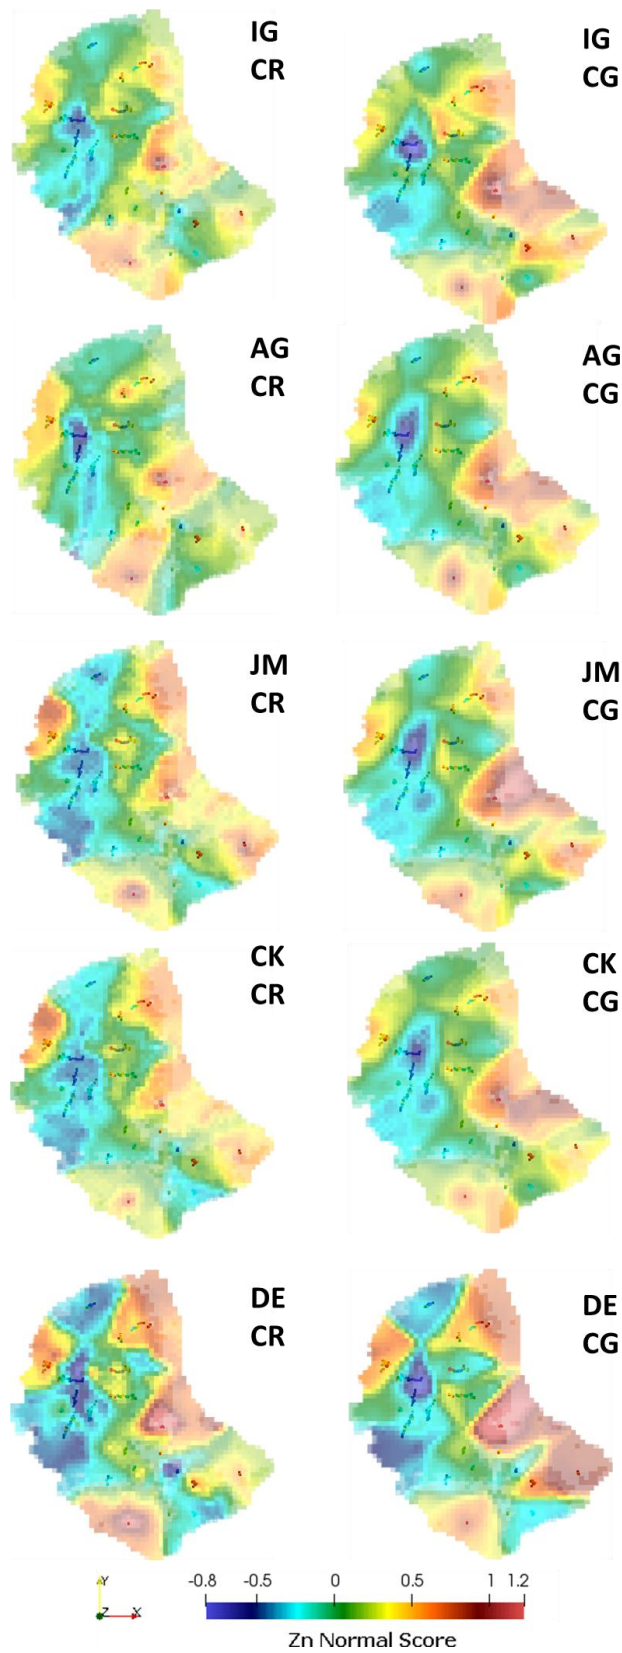 IG
CR
IG
CG
AG
CR
AG
CG
JM
CR
JM
CG
CK
CR
CK
CG
DE
CR
DE
CG
Y
Z X
-0.8 -0.5 0 0.5 1 1.2
Zn Normal Score